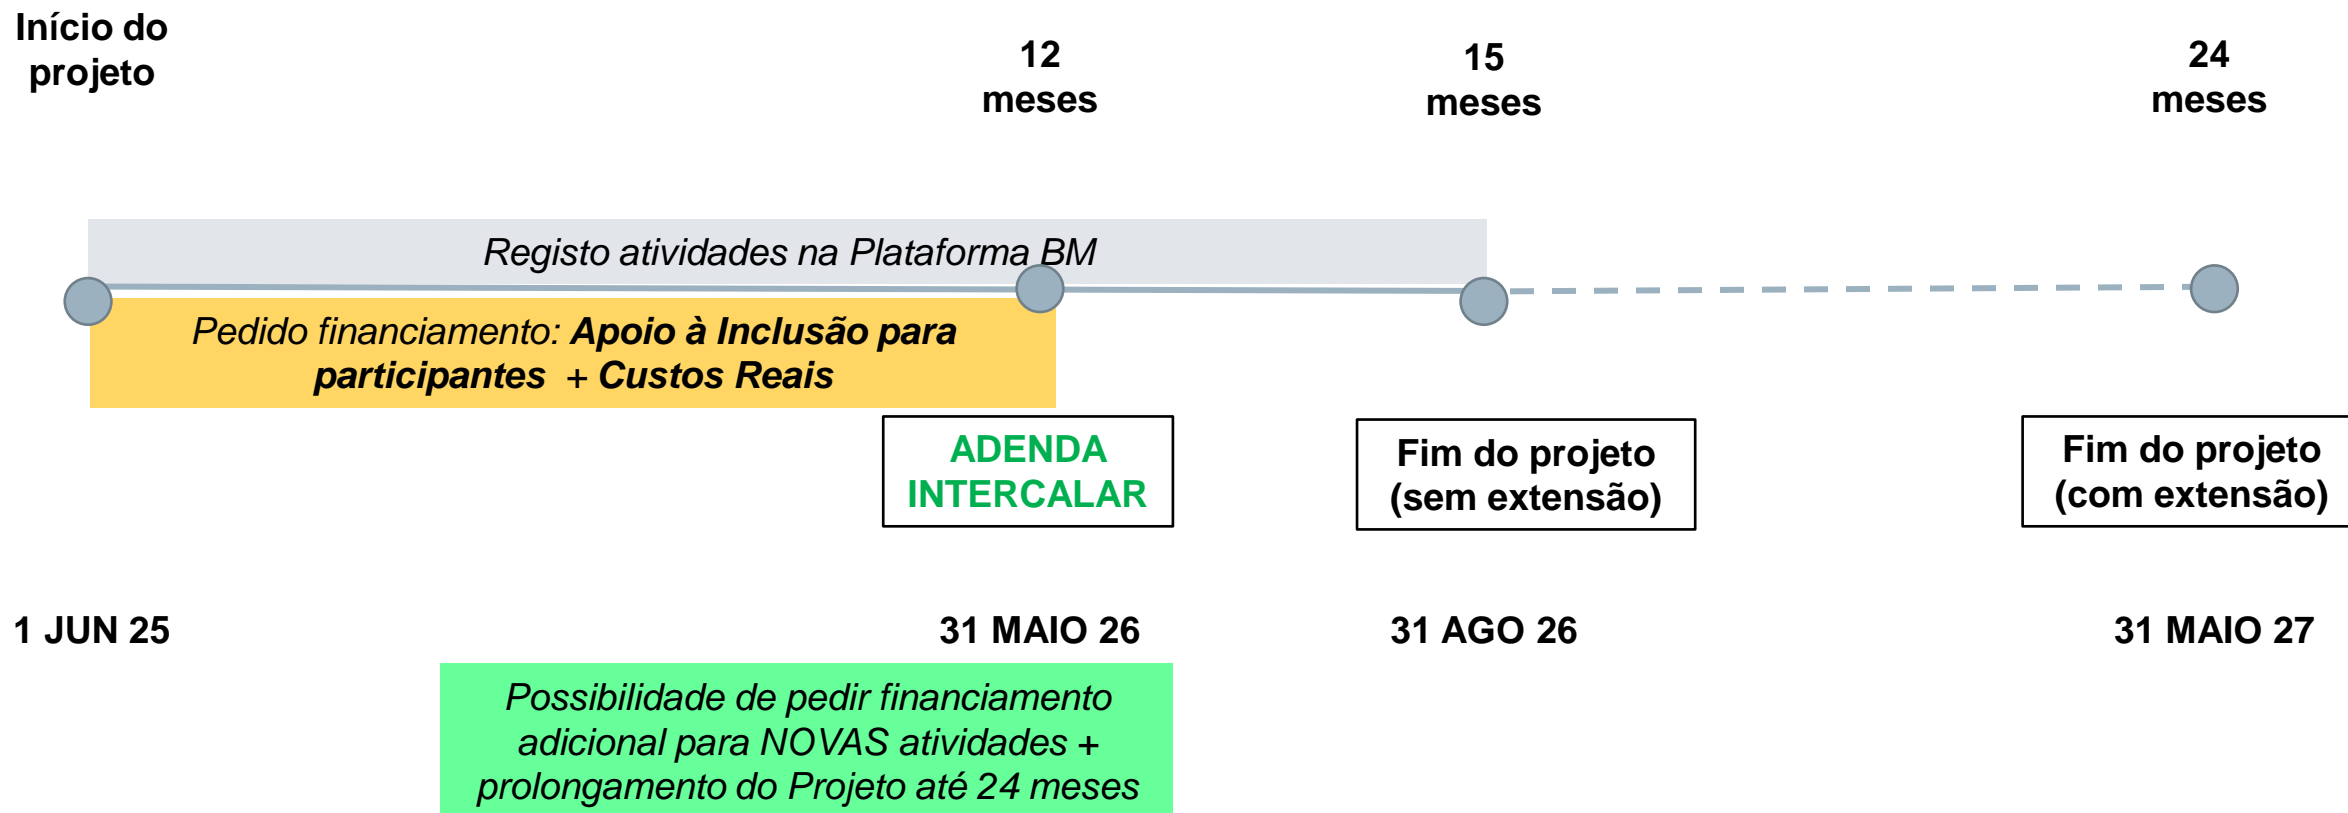 Início do
projeto
12
meses
15
meses
24
meses
Registo atividades na Plataforma BM
Pedido financiamento: Apoio à Inclusão para
participantes + Custos Reais
ADENDA
INTERCALAR
Fim do projeto
(sem extensão)
Fim do projeto
(com extensão)
1 JUN 25
31 MAIO 26
31 AGO 26
31 MAIO 27
Possibilidade de pedir financiamento
adicional para NOVAS atividades +
prolongamento do Projeto até 24 meses